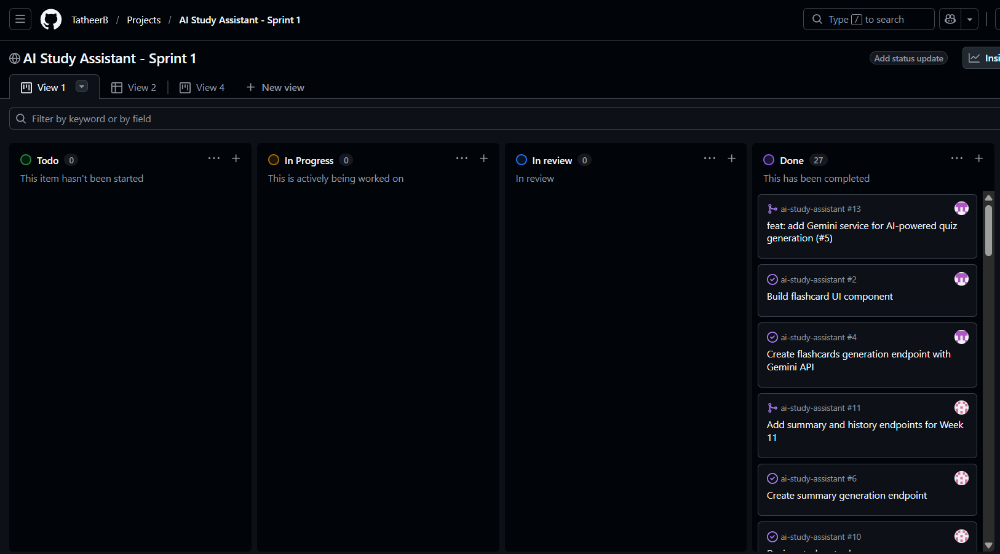 TatheerB / Projects / AI Study Assistant - Sprint 1
Type / to search
AI Study Assistant - Sprint 1
Add status update
View 1
View 2
View 4
New view
Filter by keyword or by field
Todo 0
This item hasn't been started
In Progress 0
This is actively being worked on
In review 0
In review
Done 27
This has been completed
ai-study-assistant #13
feat: add Gemini service for AI-powered quiz
generation (#5)
ai-study-assistant #2
Build flashcard UI component
ai-study-assistant #4
Create flashcards generation endpoint with
Gemini API
ai-study-assistant #11
Add summary and history endpoints for Week
11
ai-study-assistant #6
Create summary generation endpoint
ai-study-assistant #10